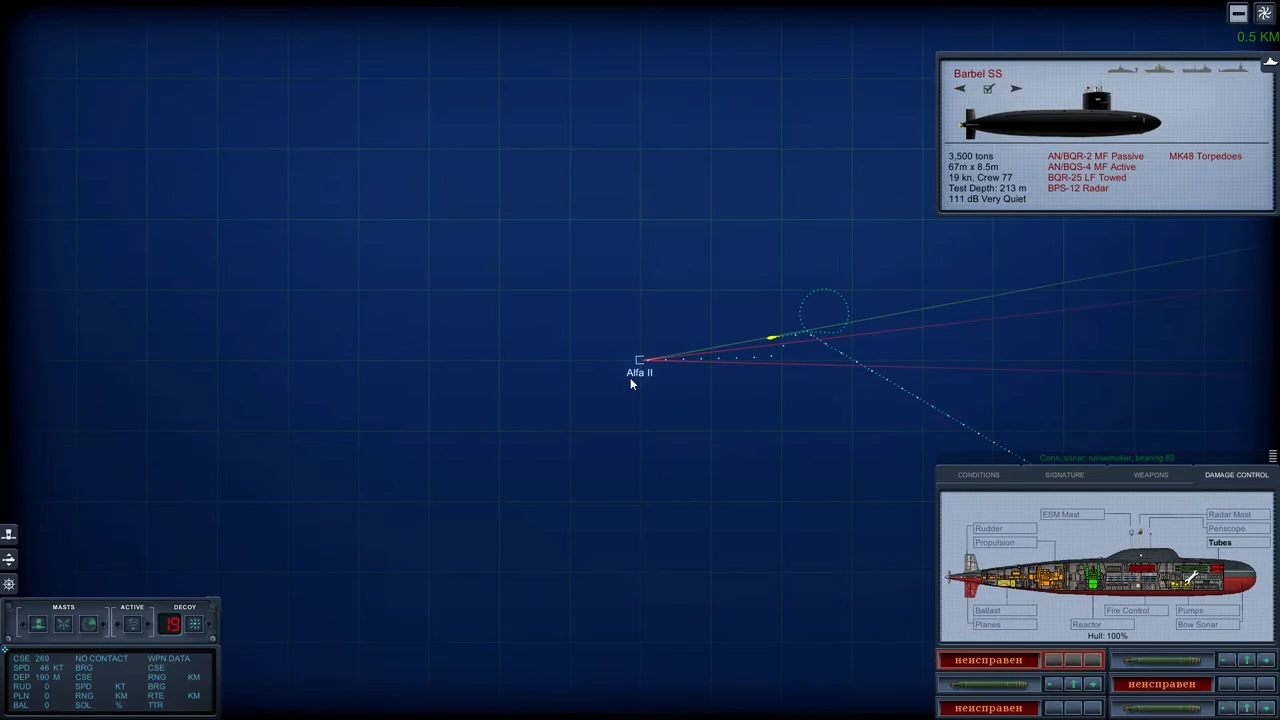 0.5 KM
Barbel SS
3,500 tons
67m x 8.5m
19 kn, Crew 77
Test Depth: 213 m
111 dB Very Quiet
AN/BQR-2 MF Passive
AN/BQS-4 MF Active
BQR-25 LF Towed
BPS-12 Radar
MK48 Torpedoes
Alfa II
Conn, sonar: noisemaker, bearing 80
CONDITIONS SIGNATURE WEAPONS DAMAGE CONTROL
ESM Mast Radar Mast
Rudder Periscope
Propulsion Tubes
Ballast Fire Control Pumps
Planes Reactor Bow Sonar
Hull: 100%
MASTS ACTIVE DECOY
19
CSE 269 NO CONTACT WPN DATA
SPD 46 KT BRG CSE
DEP 190 M CSE RNG KM
RUD 0 SPD KT BRG
PLN 0 RNG KM RTE KM
BAL 0 SOL % TTR
неисправен
неисправен
неисправен